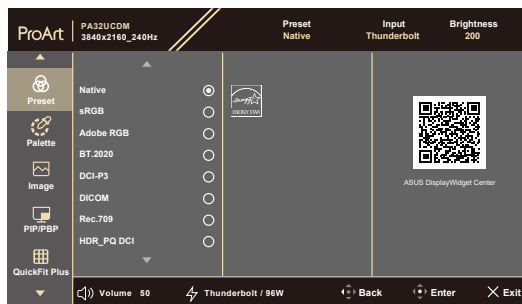 ProArt
PA32UCDM
3840x2160_240Hz
Preset
Native
Input
Thunderbolt
Brightness
200
Preset
Palette
Image
PIP/PBP
QuickFit Plus
Native
sRGB
Adobe RGB
BT.2020
DCI-P3
DICOM
Rec.709
HDR_PQ DCI
ENERGY STAR
ASUS DisplayWidget Center
Volume 50
Thunderbolt / 96W
Back
Enter
Exit